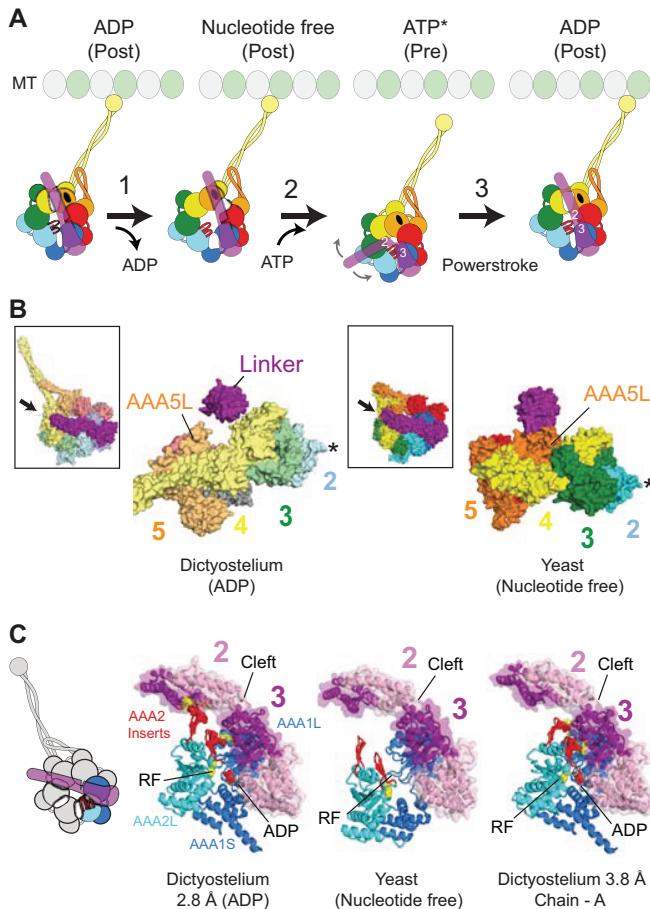 A
ADP
(Post)
Nucleotide free
(Post)
ATP*
(Pre)
ADP
(Post)
MT
1
2
3
ADP
ATP
Powerstroke
2
3
2
3
B
Linker
AAA5L
*
2
3
4
5
Dictyostelium
(ADP)
AAA5L
*
5
4
3
2
Yeast
(Nucleotide free)
C
2
Cleft
3
AAA2
Inserts
AAA1L
RF
AAA2L
AAA1S
ADP
Dictyostelium
2.8 Å (ADP)
2
Cleft
3
RF
Yeast
(Nucleotide free)
2
Cleft
3
RF
ADP
Dictyostelium 3.8 Å
Chain - A